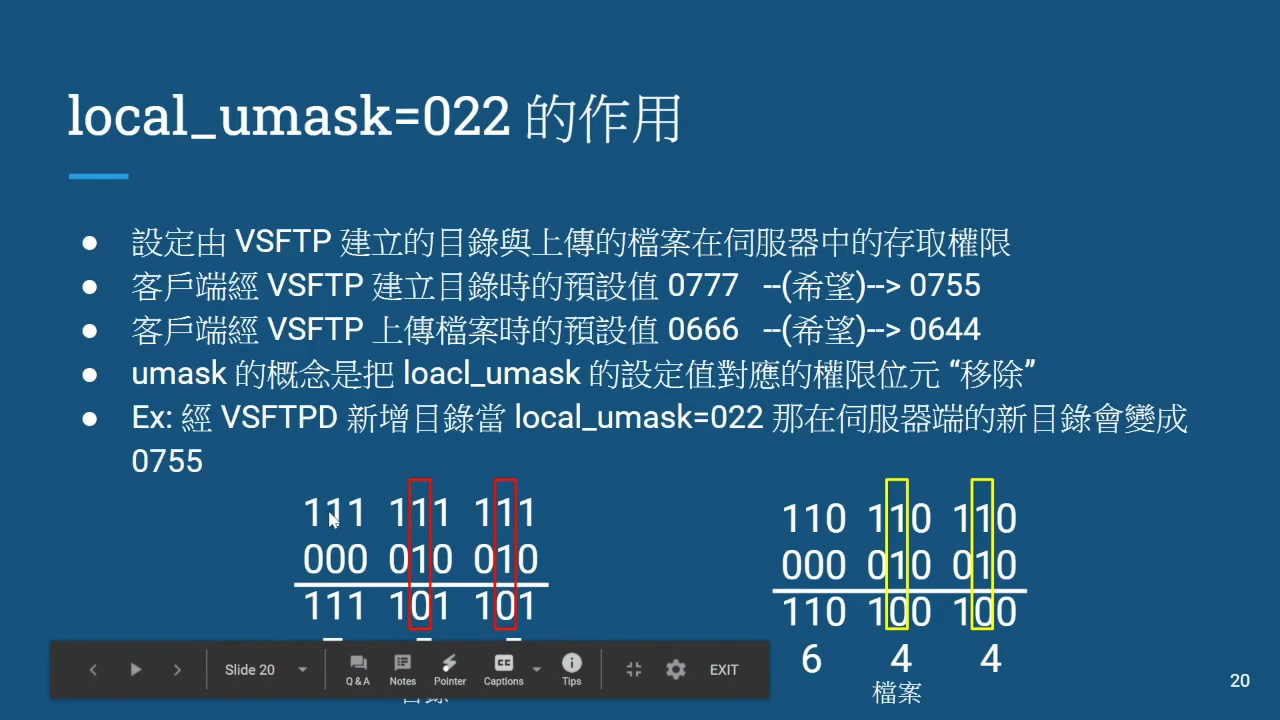 local_umask=022 的作用
● 設定由 VSFTP 建立的目錄與上傳的檔案在伺服器中的存取權限
● 客戶端經 VSFTP 建立目錄時的預設值 0777 --(希望)--> 0755
● 客戶端經 VSFTP 上傳檔案時的預設值 0666 --(希望)--> 0644
● umask 的概念是把 loacl_umask 的設定值對應的權限位元 “移除”
● Ex: 經 VSFTPD 新增目錄當 local_umask=022 那在伺服器端的新目錄會變成
0755
111 111 111
000 010 010
111 101 101
110 110 110
000 010 010
110 100 100
6 4 4
檔案
Slide 20
Q & A
Notes
Pointer
CC
Captions
Tips
EXIT
20